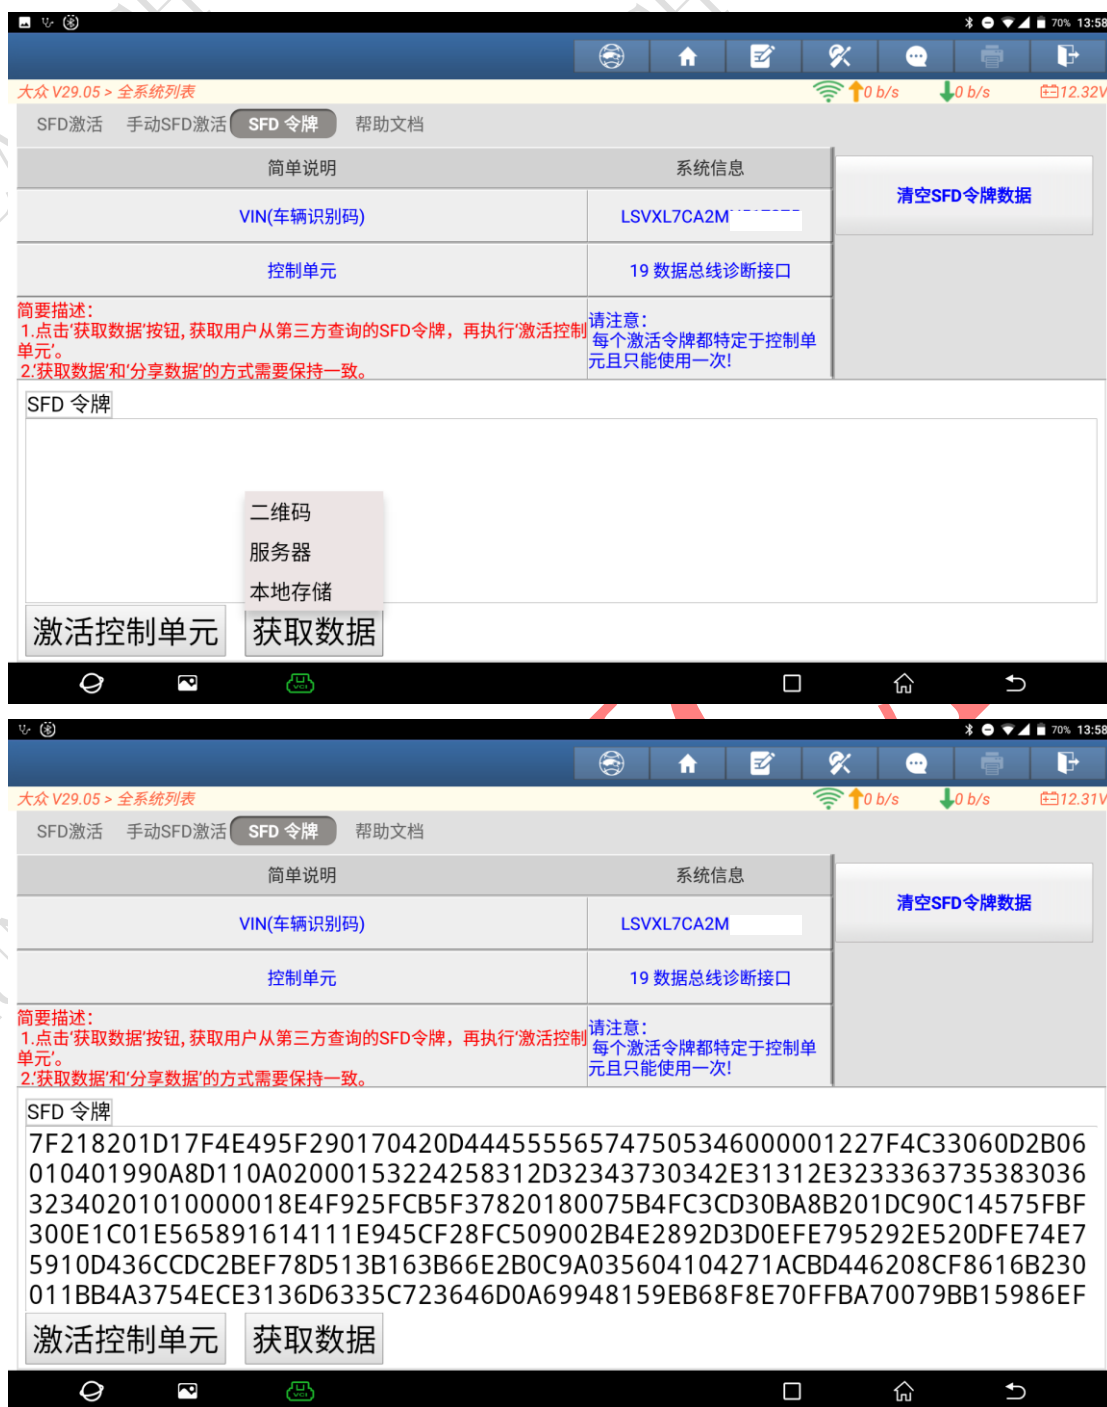 70% 13:58
大众 V29.05 > 全系统列表
0 b/s 0 b/s 12.32V
SFD激活 手动SFD激活 SFD 令牌 帮助文档
简单说明 系统信息
VIN(车辆识别码) LSVXL7CA2M
清空SFD令牌数据
控制单元 19 数据总线诊断接口
简要描述：
1.点击'获取数据'按钮, 获取用户从第三方查询的SFD令牌，再执行'激活控制
单元'。
2.'获取数据'和'分享数据'的方式需要保持一致。
请注意：
每个激活令牌都特定于控制单
元且只能使用一次!
SFD 令牌
二维码
服务器
本地存储
激活控制单元 获取数据
VCI
70% 13:58
大众 V29.05 > 全系统列表
0 b/s 0 b/s 12.31V
SFD激活 手动SFD激活 SFD 令牌 帮助文档
简单说明 系统信息
VIN(车辆识别码) LSVXL7CA2M
清空SFD令牌数据
控制单元 19 数据总线诊断接口
简要描述：
1.点击'获取数据'按钮, 获取用户从第三方查询的SFD令牌，再执行'激活控制
单元'。
2.'获取数据'和'分享数据'的方式需要保持一致。
请注意：
每个激活令牌都特定于控制单
元且只能使用一次!
SFD 令牌
7F218201D17F4E495F290170420D4445555565747505346000001227F4C33060D2B06
010401990A8D110A02000153224258312D32343730342E31312E3233363735383036
32340201010000018E4F925FCB5F37820180075B4FC3CD30BA8B201DC90C14575FBF
300E1C01E565891614111E945CF28FC509002B4E2892D3D0EFE795292E520DFE74E7
5910D436CCDC2BEF78D513B163B66E2B0C9A035604104271ACBD446208CF8616B230
011BB4A3754ECE3136D6335C723646D0A69948159EB68F8E70FFBA70079BB15986EF
激活控制单元 获取数据
VCI